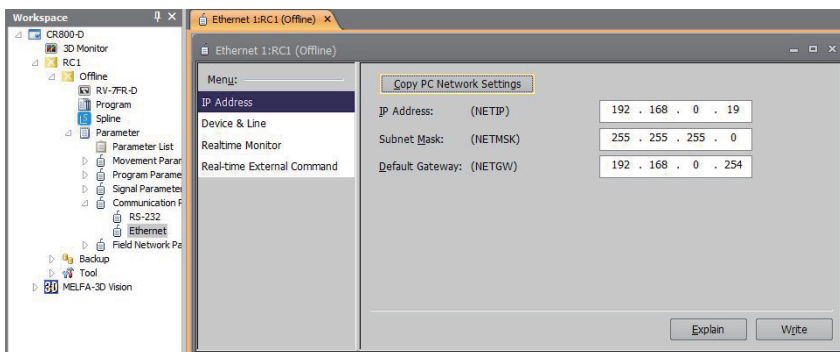 Workspace
CR800-D
3D Monitor
RC1
Offline
RV-7FR-D
Program
Spline
Parameter
Parameter List
Movement Parar
Program Parame
Signal Parameter
Communication P
RS-232
Ethernet
Field Network Pa
Backup
Tool
MELFA-3D Vision
Ethernet 1:RC1 (Offline)
Ethernet 1:RC1 (Offline)
Menu:
IP Address
Device & Line
Realtime Monitor
Real-time External Command
Copy PC Network Settings
IP Address: (NETIP) 192 . 168 . 0 . 19
Subnet Mask: (NETMSK) 255 . 255 . 255 . 0
Default Gateway: (NETGW) 192 . 168 . 0 . 254
Explain Write